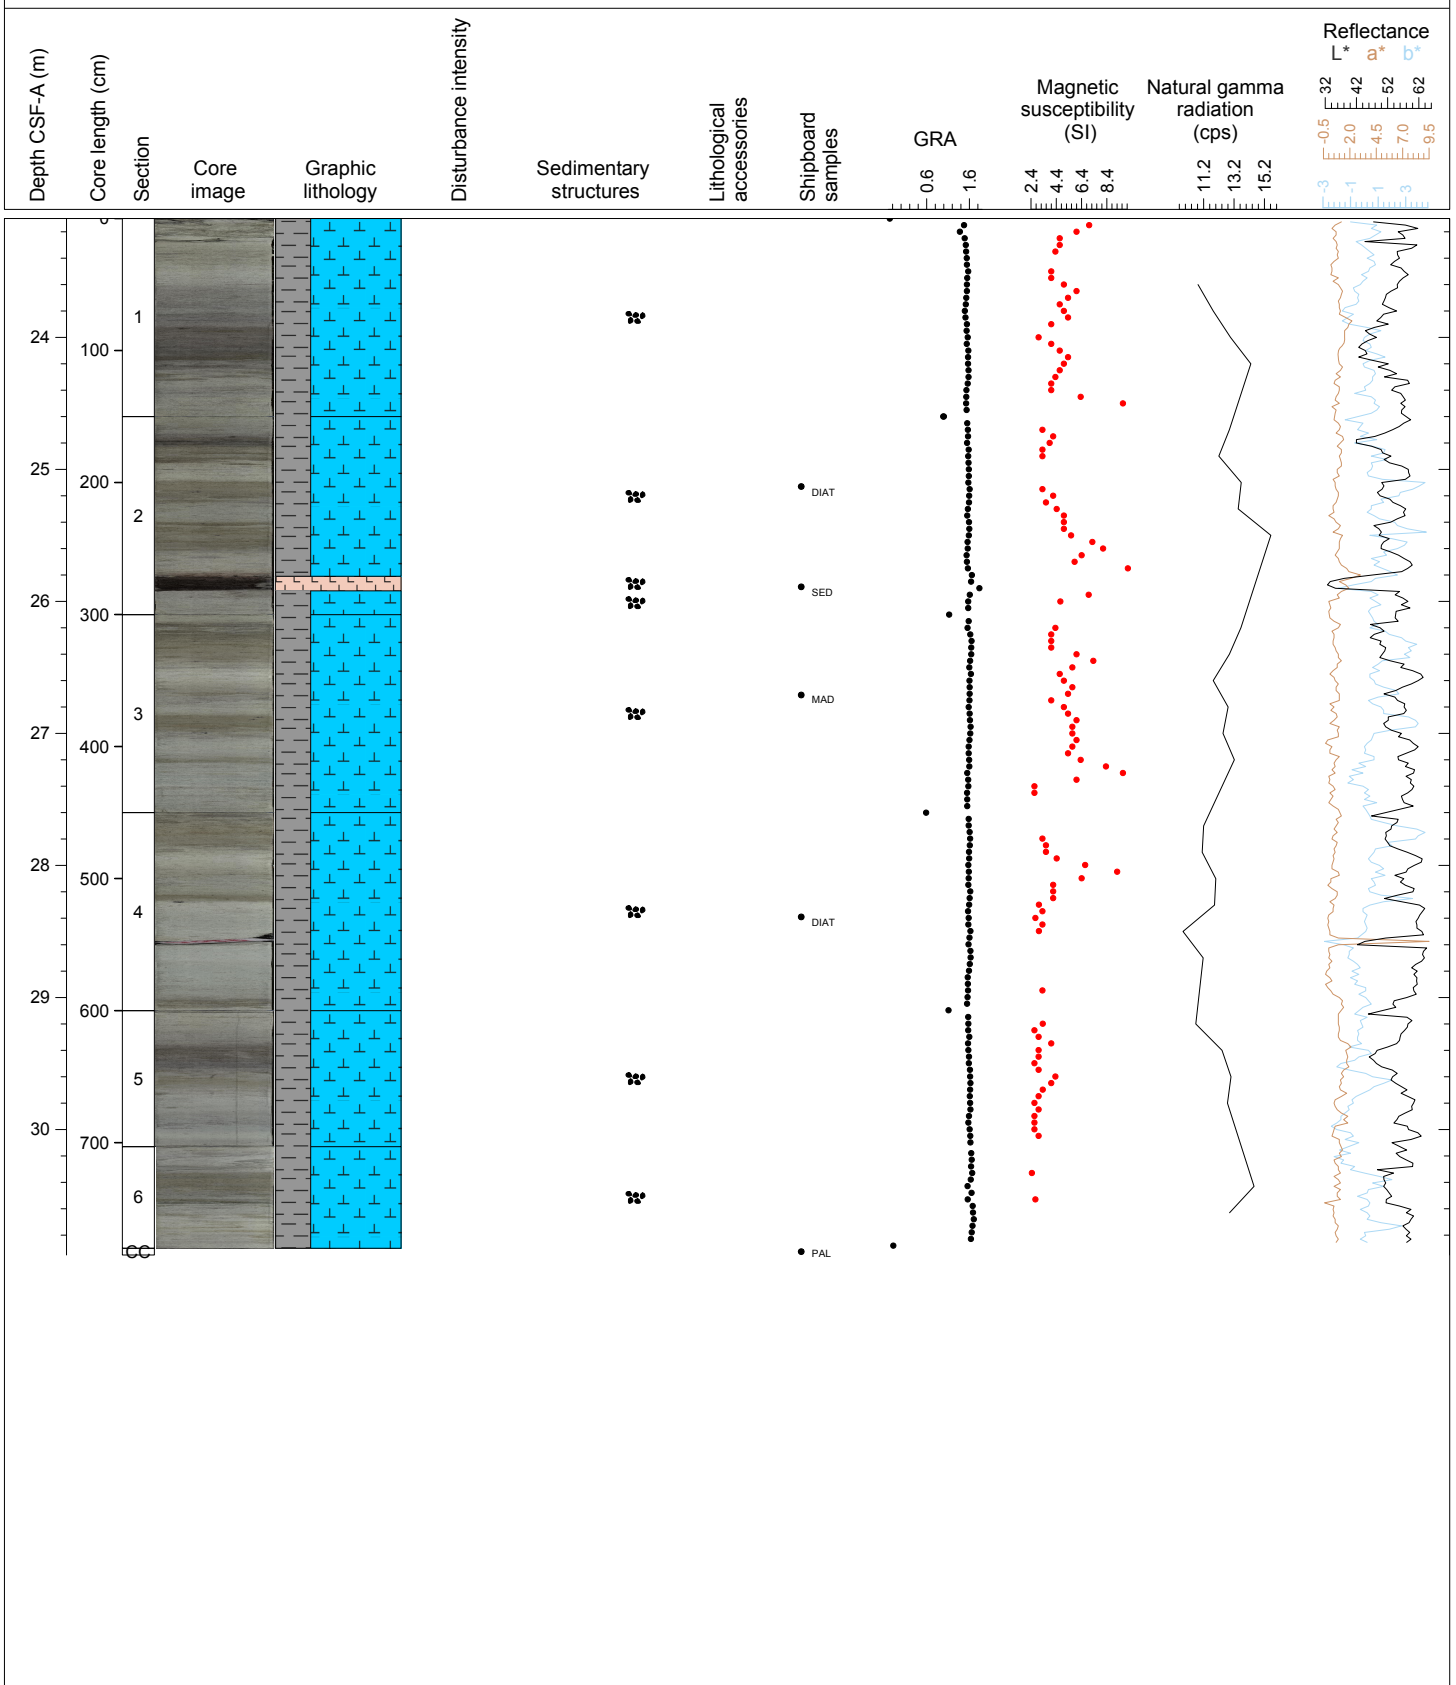 Depth CSF-A (m)
Core length (cm)
Section
Core
image
Graphic
lithology
Disturbance intensity
Sedimentary
structures
Lithological
accessories
Shipboard
samples
GRA
0.6 1.6
Magnetic
susceptibility
(SI)
2.4 4.4 6.4 8.4
Natural gamma
radiation
(cps)
11.2 13.2 15.2
Reflectance
L* a* b*
32 42 52 62
-0.5 2.0 4.5 7.0 9.5
-3 -1 1 3
0
1
24
100
25
200
DIAT
2
SED
26
300
MAD
3
27
400
28
500
4
DIAT
29
600
5
30
700
6
CC
PAL